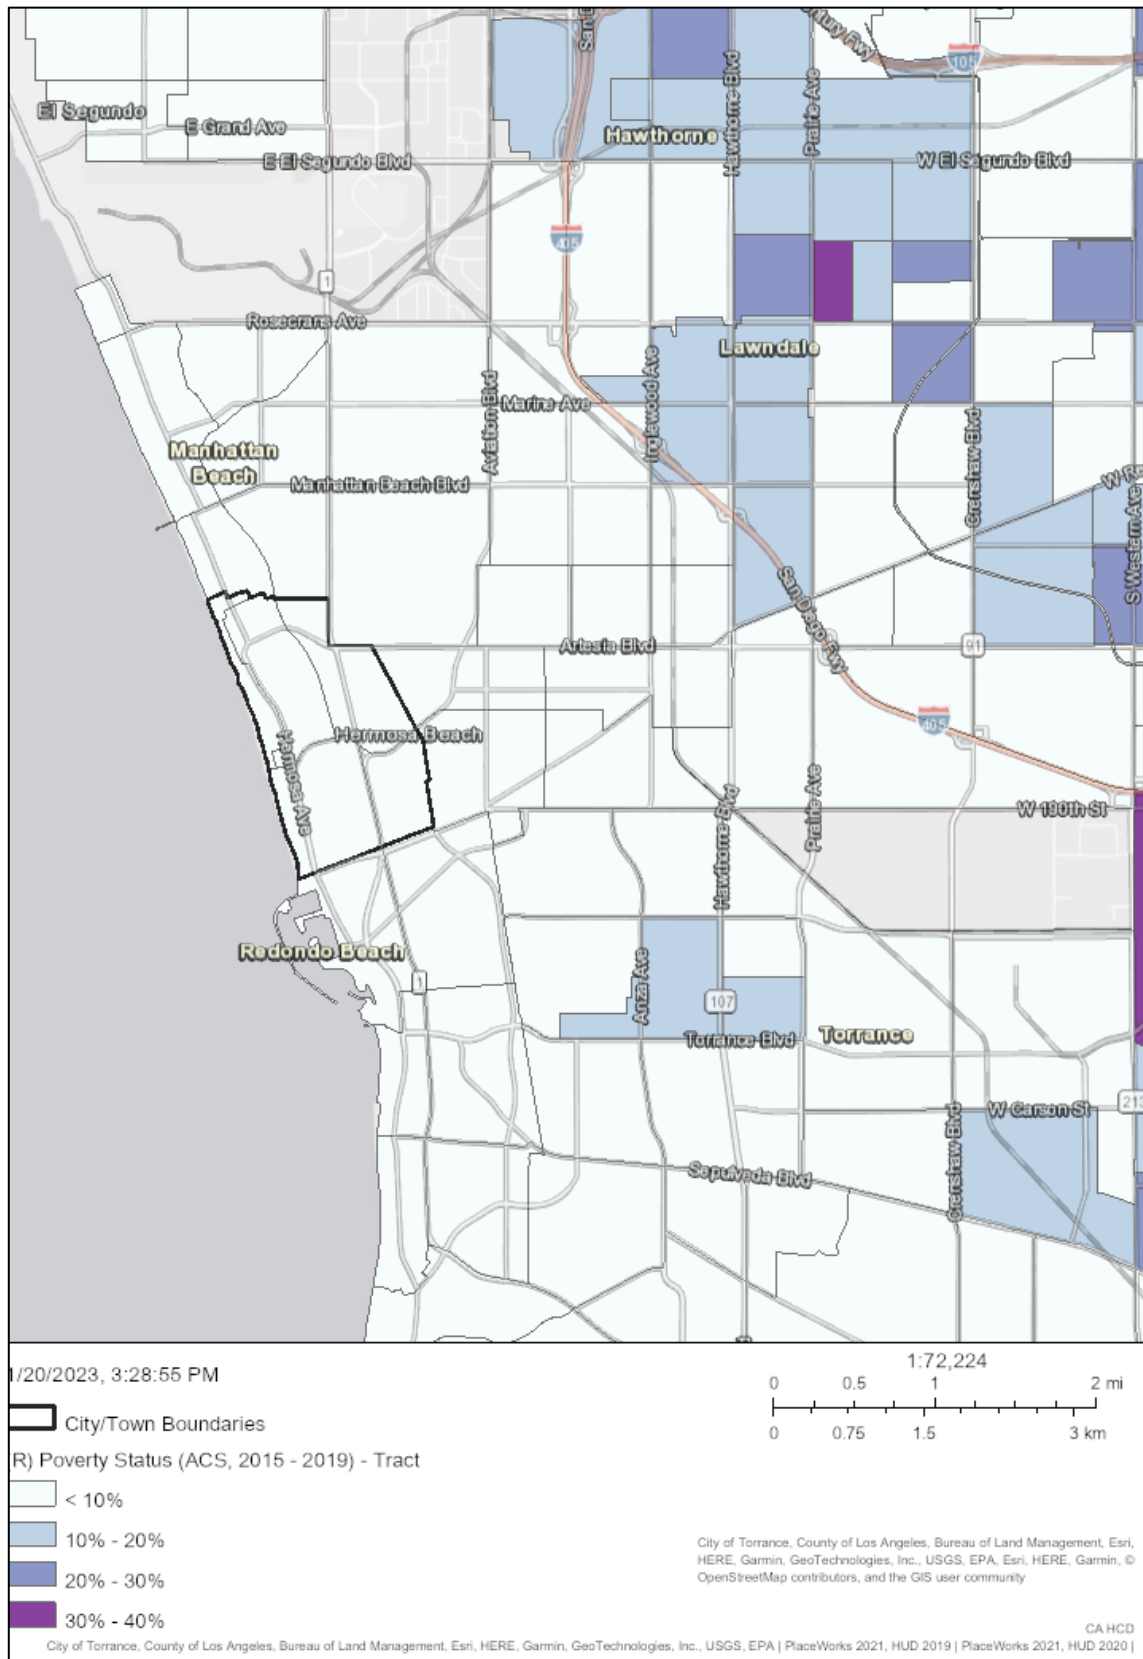 San D
Hawthorne Blvd
Prairie Ave
ntury Fwy
105
El Segundo
E Grand Ave
Hawthorne
E El Segundo Blvd
W El Segundo Blvd
405
1
Rosecrans Ave
Lawndale
Inglewood Ave
Aviation Blvd
Marine Ave
Manhattan
Beach
Crenshaw Blvd
Manhattan Beach Blvd
W Re
S Western Ave
San Diego Fwy
Artesia Blvd
91
405
Hermosa Beach
Hermosa Ave
Prairie Ave
W 190th St
Hawthorne Blvd
Redondo Beach
1
Anza Ave
107
Torrance Blvd
Torrance
213
W Carson St
Crenshaw Blvd
Sepulveda Blvd
1/20/2023, 3:28:55 PM
1:72,224
0 0.5 1 2 mi
0 0.75 1.5 3 km
City/Town Boundaries
R) Poverty Status (ACS, 2015 - 2019) - Tract
< 10%
10% - 20%
20% - 30%
30% - 40%
City of Torrance, County of Los Angeles, Bureau of Land Management, Esri,
HERE, Garmin, GeoTechnologies, Inc., USGS, EPA, Esri, HERE, Garmin, ©
OpenStreetMap contributors, and the GIS user community
CA HCD
City of Torrance, County of Los Angeles, Bureau of Land Management, Esri, HERE, Garmin, GeoTechnologies, Inc., USGS, EPA | PlaceWorks 2021, HUD 2019 | PlaceWorks 2021, HUD 2020 |